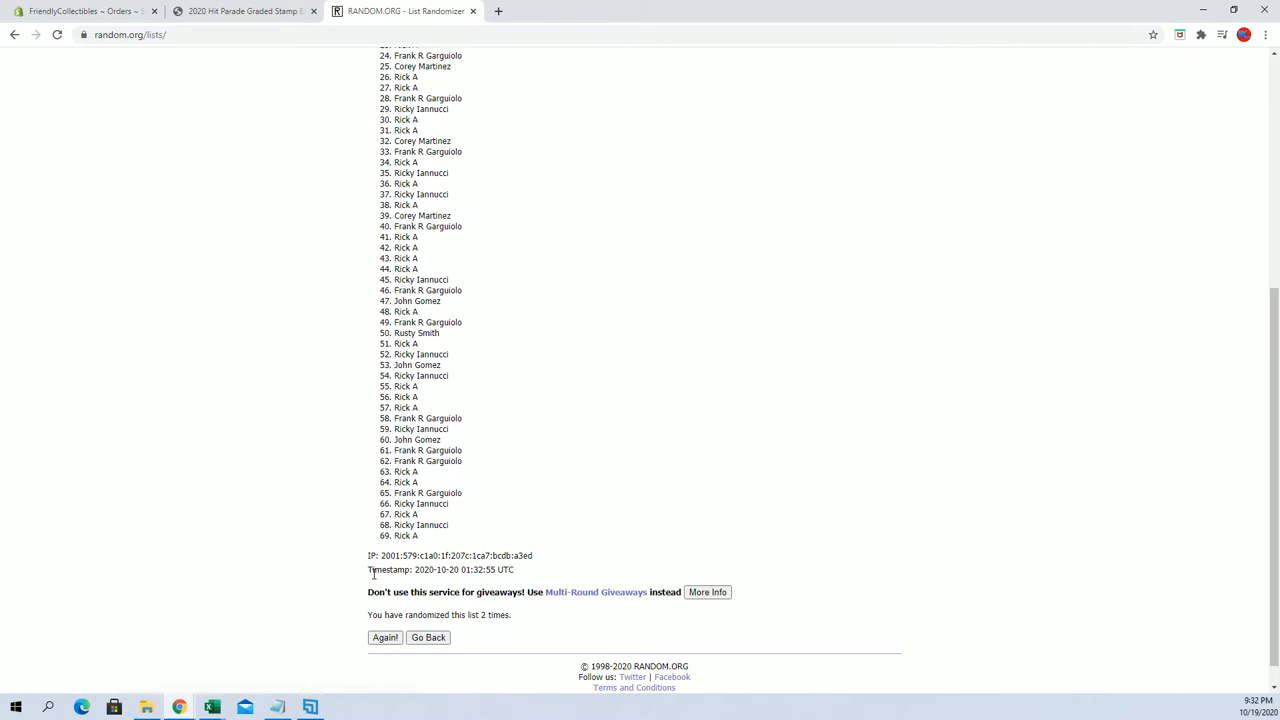 FriendlyCollectibles ~ Orders ~ S
2020 Hit Parade Graded Stamp E
RANDOM.ORG - List Randomizer
random.org/lists/
24. Frank R Garguiolo
25. Corey Martinez
26. Rick A
27. Rick A
28. Frank R Garguiolo
29. Ricky Iannucci
30. Rick A
31. Rick A
32. Corey Martinez
33. Frank R Garguiolo
34. Rick A
35. Ricky Iannucci
36. Rick A
37. Ricky Iannucci
38. Rick A
39. Corey Martinez
40. Frank R Garguiolo
41. Rick A
42. Rick A
43. Rick A
44. Rick A
45. Ricky Iannucci
46. Frank R Garguiolo
47. John Gomez
48. Rick A
49. Frank R Garguiolo
50. Rusty Smith
51. Rick A
52. Ricky Iannucci
53. John Gomez
54. Ricky Iannucci
55. Rick A
56. Rick A
57. Rick A
58. Frank R Garguiolo
59. Ricky Iannucci
60. John Gomez
61. Frank R Garguiolo
62. Frank R Garguiolo
63. Rick A
64. Rick A
65. Frank R Garguiolo
66. Ricky Iannucci
67. Rick A
68. Ricky Iannucci
69. Rick A
IP: 2001:579:c1a0:1f:207c:1ca7:bcdb:a3ed
Timestamp: 2020-10-20 01:32:55 UTC
Don't use this service for giveaways! Use Multi-Round Giveaways instead More Info
You have randomized this list 2 times.
Again! Go Back
© 1998-2020 RANDOM.ORG
Follow us: Twitter | Facebook
Terms and Conditions
9:32 PM
10/19/2020